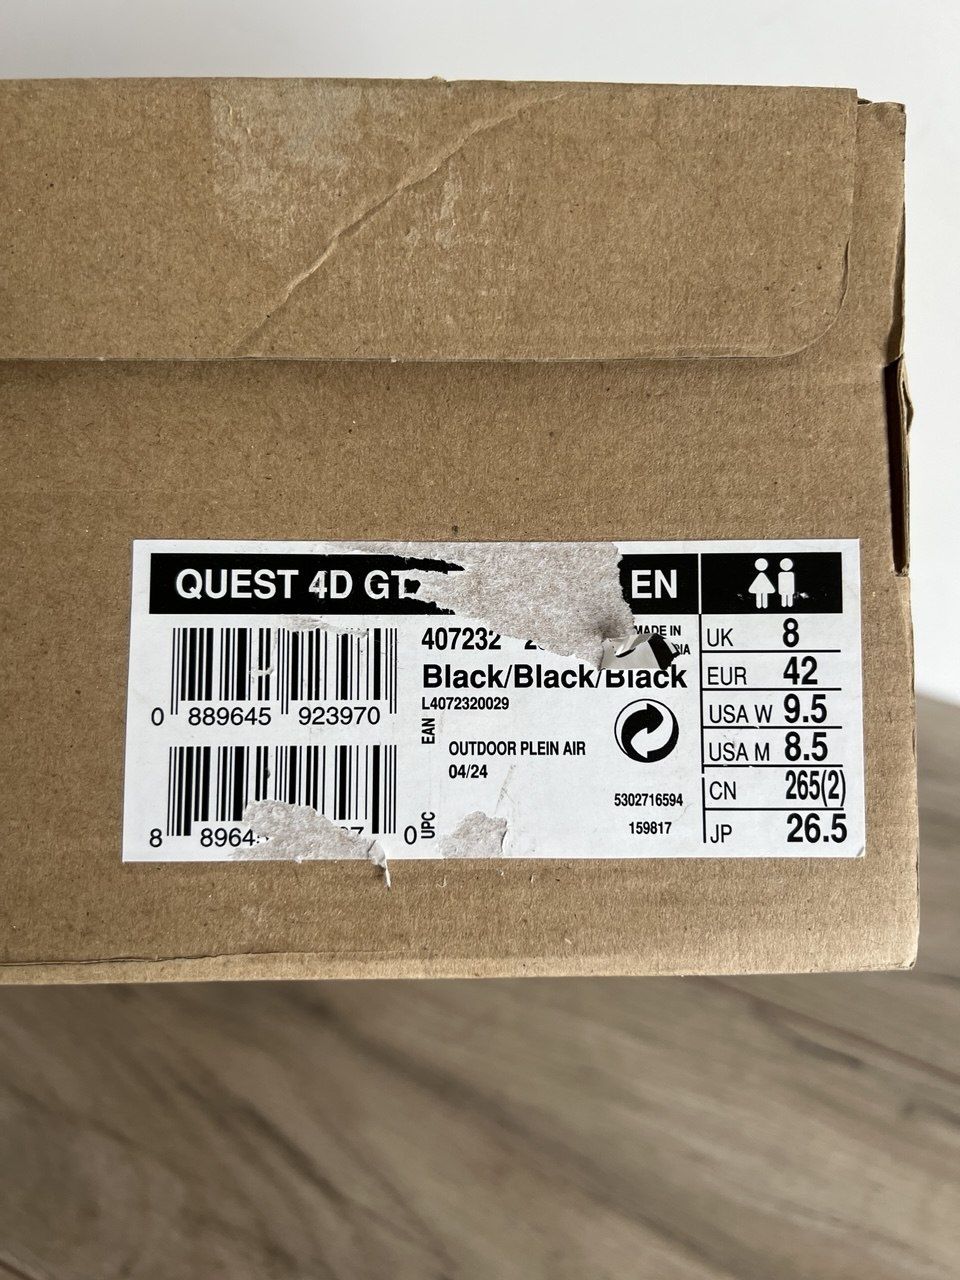 QUEST 4D EN
407232
MADE IN
Black/Black/Black
L4072320029
0 889645 923970
EAN
OUTDOOR PLEIN AIR
04/24
5302716594
159817
8 0
UPC
UK 8
EUR 42
USA W 9.5
USA M 8.5
CN 265(2)
JP 26.5